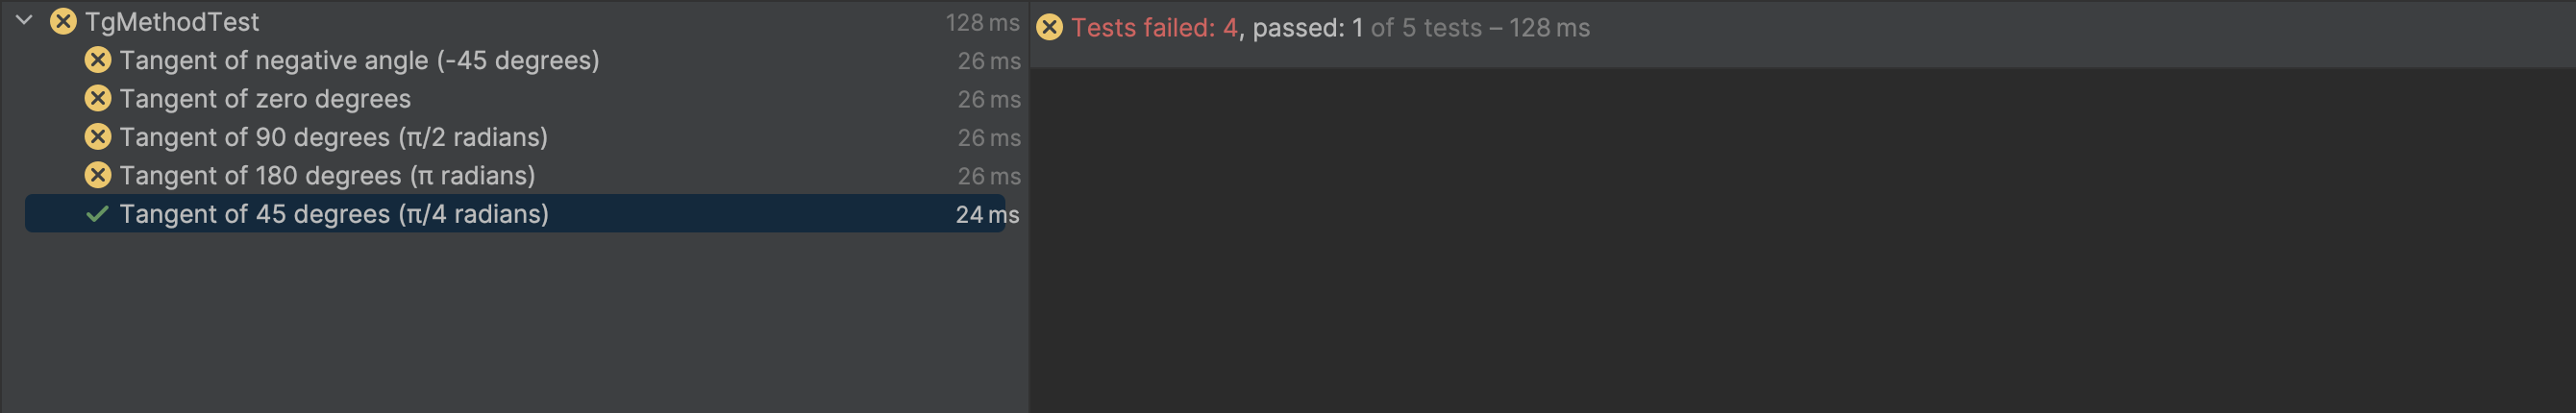 TgMethodTest 128 ms
Tangent of negative angle (-45 degrees) 26 ms
Tangent of zero degrees 26 ms
Tangent of 90 degrees (π/2 radians) 26 ms
Tangent of 180 degrees (π radians) 26 ms
Tangent of 45 degrees (π/4 radians) 24 ms
Tests failed: 4, passed: 1 of 5 tests – 128 ms